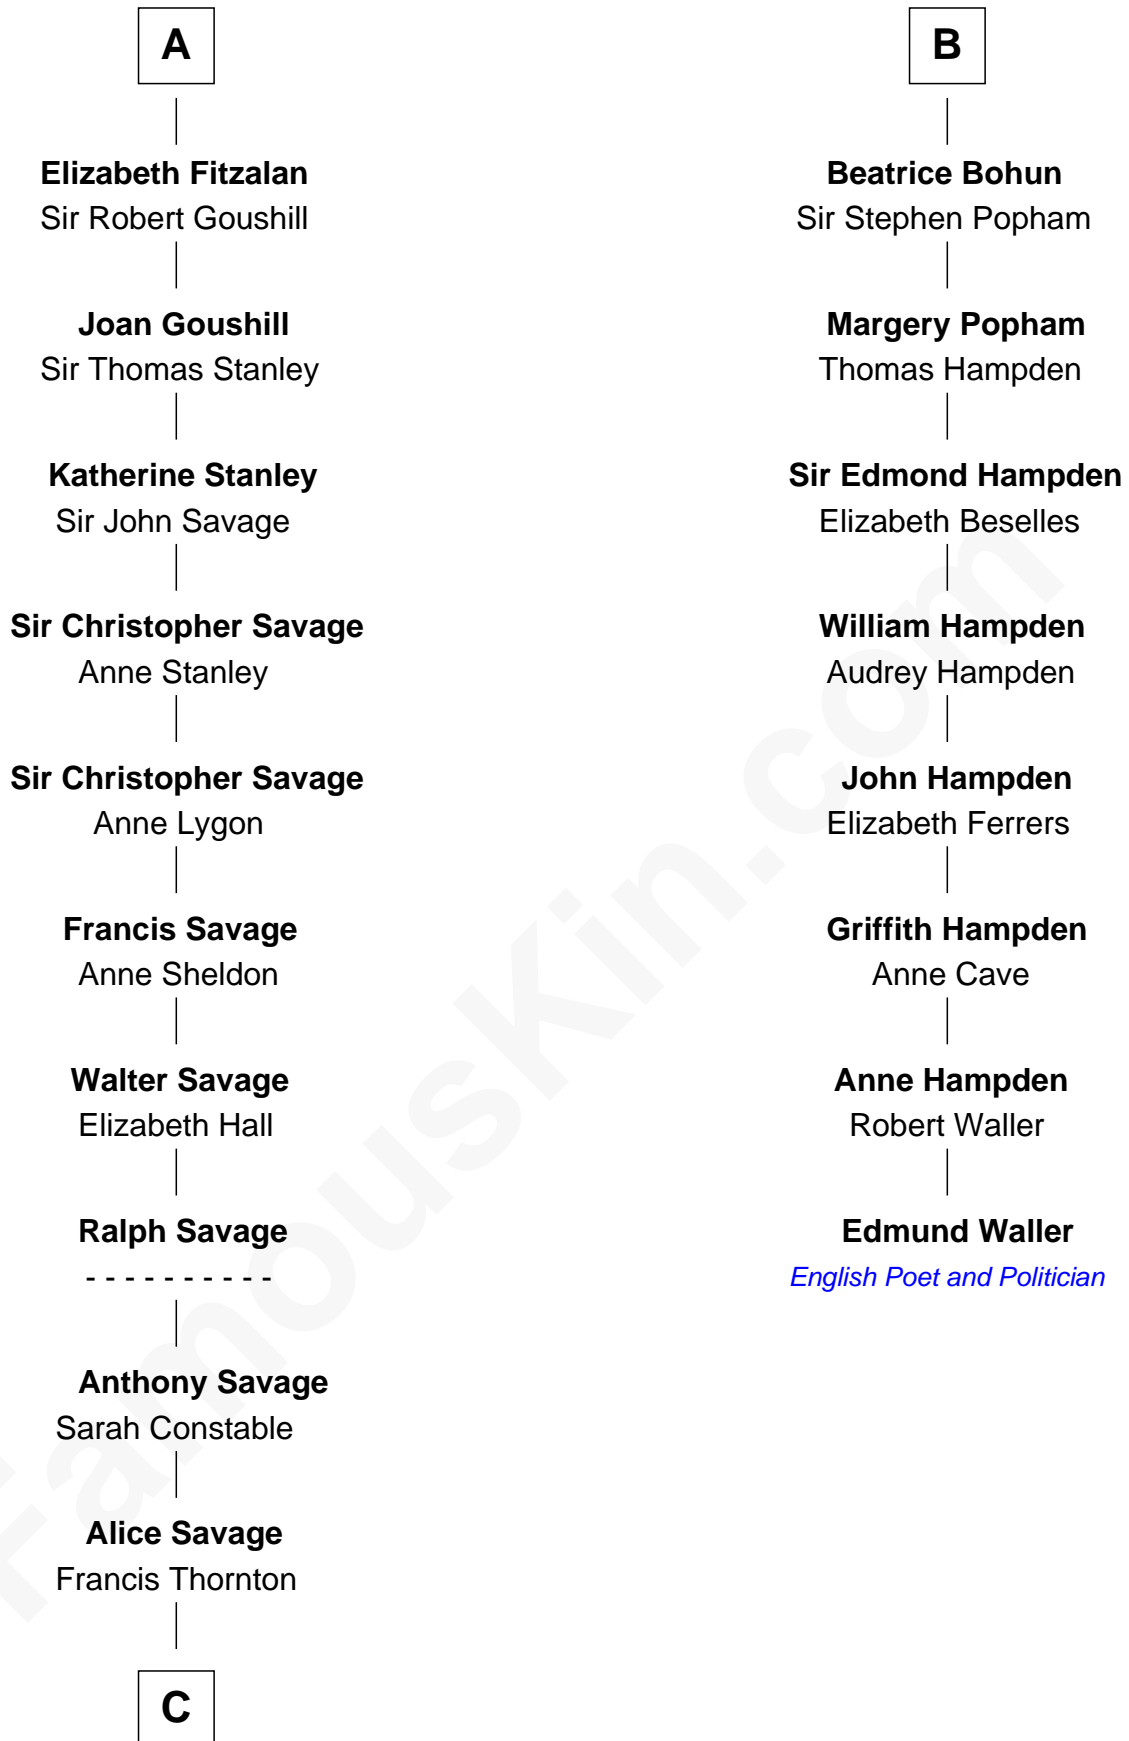 A
Elizabeth Fitzalan
Sir Robert Goushill
Joan Goushill
Sir Thomas Stanley
Katherine Stanley
Sir John Savage
Sir Christopher Savage
Anne Stanley
Sir Christopher Savage
Anne Lygon
Francis Savage
Anne Sheldon
Walter Savage
Elizabeth Hall
Ralph Savage
- - - - - - - - - -
Anthony Savage
Sarah Constable
Alice Savage
Francis Thornton
C
B
Beatrice Bohun
Sir Stephen Popham
Margery Popham
Thomas Hampden
Sir Edmond Hampden
Elizabeth Beselles
William Hampden
Audrey Hampden
John Hampden
Elizabeth Ferrers
Griffith Hampden
Anne Cave
Anne Hampden
Robert Waller
Edmund Waller
English Poet and Politician
FamousKin.com